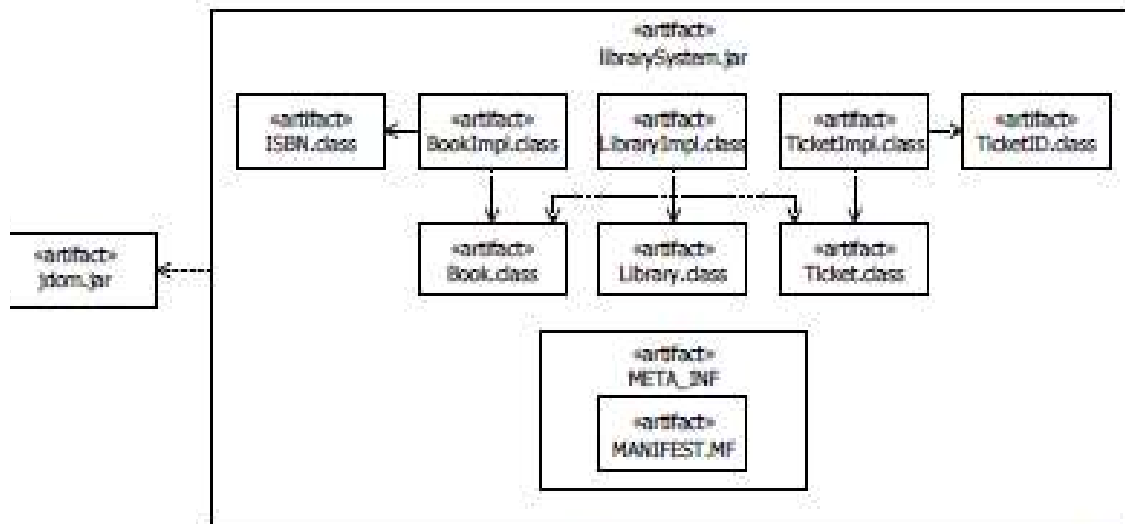 «artifact»
librarySystem.jar
«artifact»
ISBN.class
«artifact»
BookImpl.class
«artifact»
LibraryImpl.class
«artifact»
TicketImpl.class
«artifact»
TicketID.class
«artifact»
jdom.jar
«artifact»
Book.class
«artifact»
Library.class
«artifact»
Ticket.class
«artifact»
META_INF
«artifact»
MANIFEST.MF